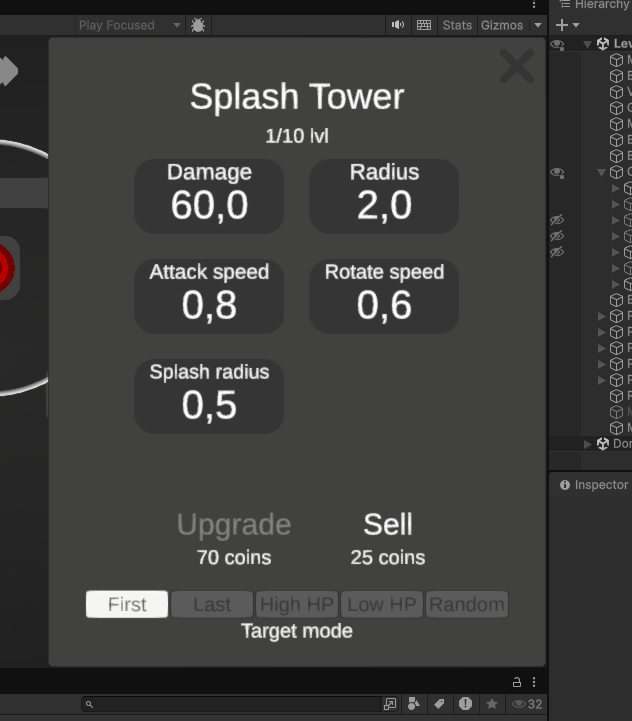 Hierarchy
Play Focused
Stats Gizmos
Lev
Splash Tower
1/10 lvl
Damage Radius
60,0 2,0
Attack speed Rotate speed
0,8 0,6
Splash radius
0,5
Upgrade Sell
70 coins 25 coins
First Last High HP Low HP Random
Target mode
Don
Inspector
32